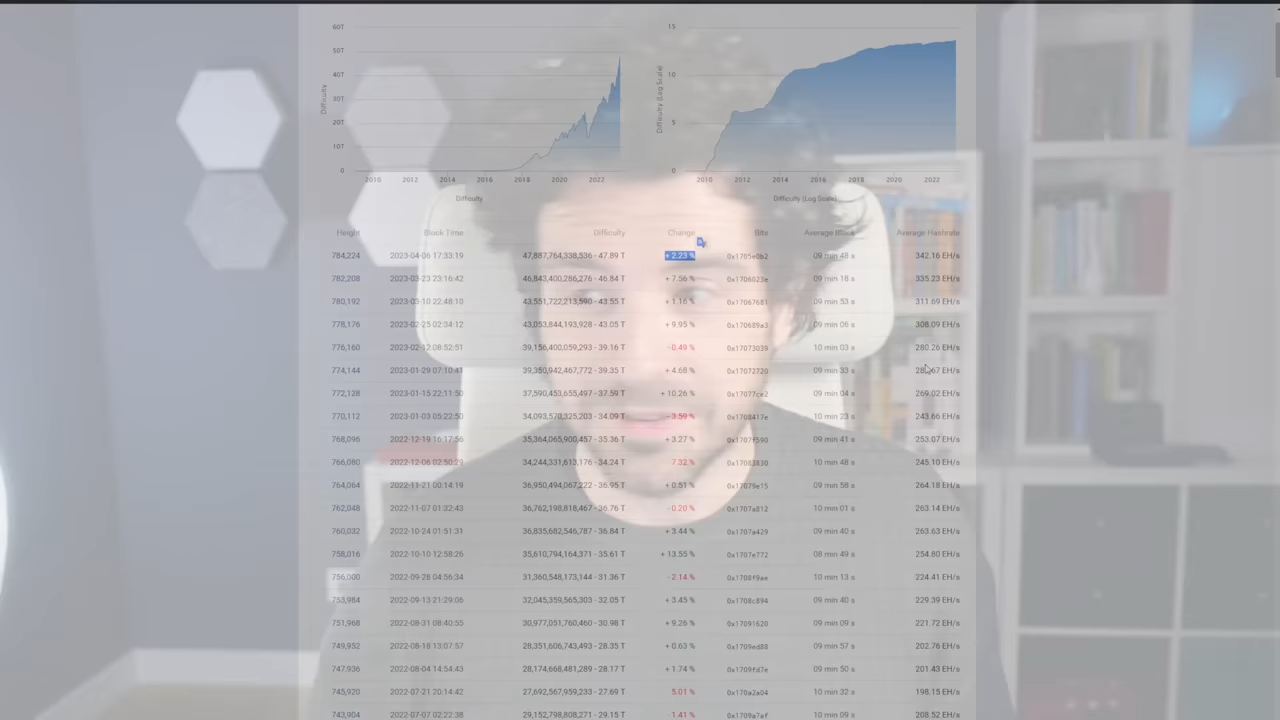 60T
50T
40T
30T
20T
10T
0
Difficulty
2010 2012 2014 2016 2018 2020 2022
Difficulty
15
10
5
0
Difficulty (Log Scale)
2010 2012 2014 2016 2018 2020 2022
Difficulty (Log Scale)
Height Block Time Difficulty Change Bits Average Block Average Hashrate
784,224 2023-04-06 17:33:19 47,887,764,338,536 - 47.89 T + 2.23 % 0x1705e0b2 09 min 48 s 342.16 EH/s
782,208 2023-03-23 23:16:42 46,843,400,286,276 - 46.84 T + 7.56 % 0x1706023e 09 min 18 s 335.23 EH/s
780,192 2023-03-10 22:48:10 43,551,722,213,590 - 43.55 T + 1.16 % 0x17067681 09 min 53 s 311.69 EH/s
778,176 2023-02-25 02:34:12 43,053,844,193,928 - 43.05 T + 9.95 % 0x170689a3 09 min 06 s 308.09 EH/s
776,160 2023-02-12 08:52:51 39,156,400,059,293 - 39.16 T - 0.49 % 0x17073039 10 min 03 s 280.26 EH/s
774,144 2023-01-29 07:10:41 39,350,942,467,772 - 39.35 T + 4.68 % 0x17072720 09 min 33 s
772,128 2023-01-15 22:11:50 37,590,453,655,497 - 37.59 T + 10.26 % 0x17077ce2 09 min 04 s 269.02 EH/s
770,112 2023-01-03 05:22:50 34,093,570,325,203 - 34.09 T - 3.59 % 0x1708417e 10 min 23 s 243.66 EH/s
768,096 2022-12-19 16:17:56 35,364,065,900,457 - 35.36 T + 3.27 % 0x1707f590 09 min 41 s 253.07 EH/s
766,080 2022-12-06 02:50:29 34,244,331,613,176 - 34.24 T 7.32 % 0x17083830 10 min 48 s 245.10 EH/s
764,064 2022-11-21 00:14:19 36,950,494,067,222 - 36.95 T + 0.51 % 0x17079e15 09 min 58 s 264.18 EH/s
762,048 2022-11-07 01:32:43 36,762,198,818,467 - 36.76 T - 0.20 % 0x1707a812 10 min 01 s 263.14 EH/s
760,032 2022-10-24 01:51:31 36,835,682,546,787 - 36.84 T + 3.44 % 0x1707a429 09 min 40 s 263.63 EH/s
758,016 2022-10-10 12:58:26 35,610,794,164,371 - 35.61 T + 13.55 % 0x1707e772 08 min 49 s 254.80 EH/s
756,000 2022-09-28 04:56:34 31,360,548,173,144 - 31.36 T - 2.14 % 0x1708f9ae 10 min 13 s 224.41 EH/s
753,984 2022-09-13 21:29:06 32,045,359,565,303 - 32.05 T + 3.45 % 0x1708c894 09 min 40 s 229.39 EH/s
751,968 2022-08-31 08:40:55 30,977,051,760,460 - 30.98 T + 9.26 % 0x17091620 09 min 09 s 221.72 EH/s
749,952 2022-08-18 13:07:57 28,351,606,743,493 - 28.35 T + 0.63 % 0x1709ed88 09 min 57 s 202.76 EH/s
747,936 2022-08-04 14:54:43 28,174,668,481,289 - 28.17 T + 1.74 % 0x1709fd7e 09 min 50 s 201.43 EH/s
745,920 2022-07-21 20:14:42 27,692,567,959,233 - 27.69 T 5.01 % 0x170a2a04 10 min 32 s 198.15 EH/s
743,904 2022-07-07 02:22:38 29,152,798,808,271 - 29.15 T - 1.41 % 0x1709a7af 10 min 09 s 208.52 EH/s